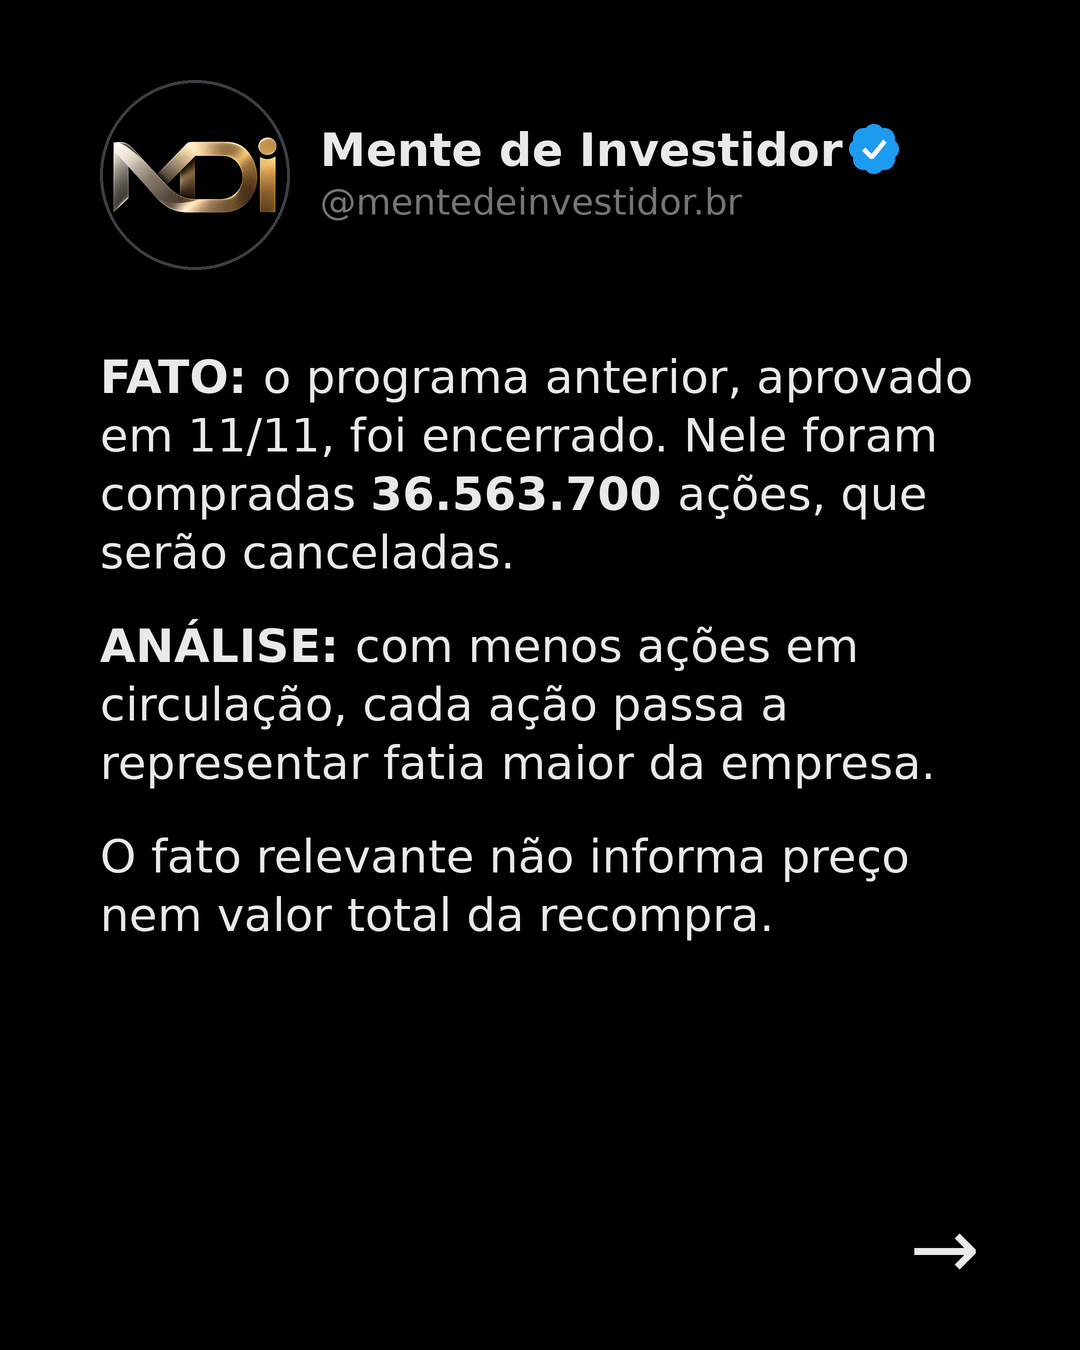 MDi
Mente de Investidor
@mentedeinvestidor.br
FATO: o programa anterior, aprovado
em 11/11, foi encerrado. Nele foram
compradas 36.563.700 ações, que
serão canceladas.
ANÁLISE: com menos ações em
circulação, cada ação passa a
representar fatia maior da empresa.
O fato relevante não informa preço
nem valor total da recompra.
→